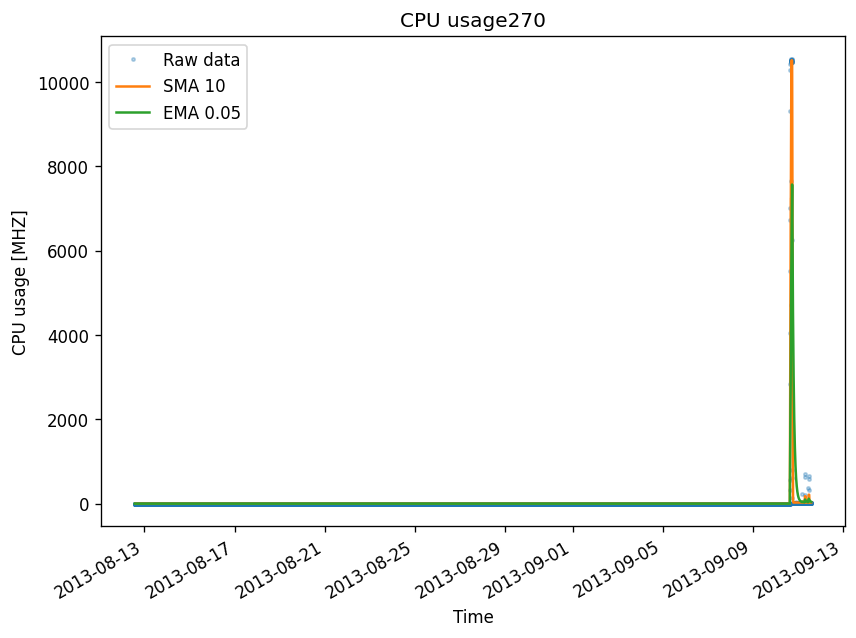 CPU usage270
Raw data
SMA 10
EMA 0.05
CPU usage [MHZ]
10000
8000
6000
4000
2000
0
2013-08-13
2013-08-17
2013-08-21
2013-08-25
2013-08-29
2013-09-01
2013-09-05
2013-09-09
2013-09-13
Time